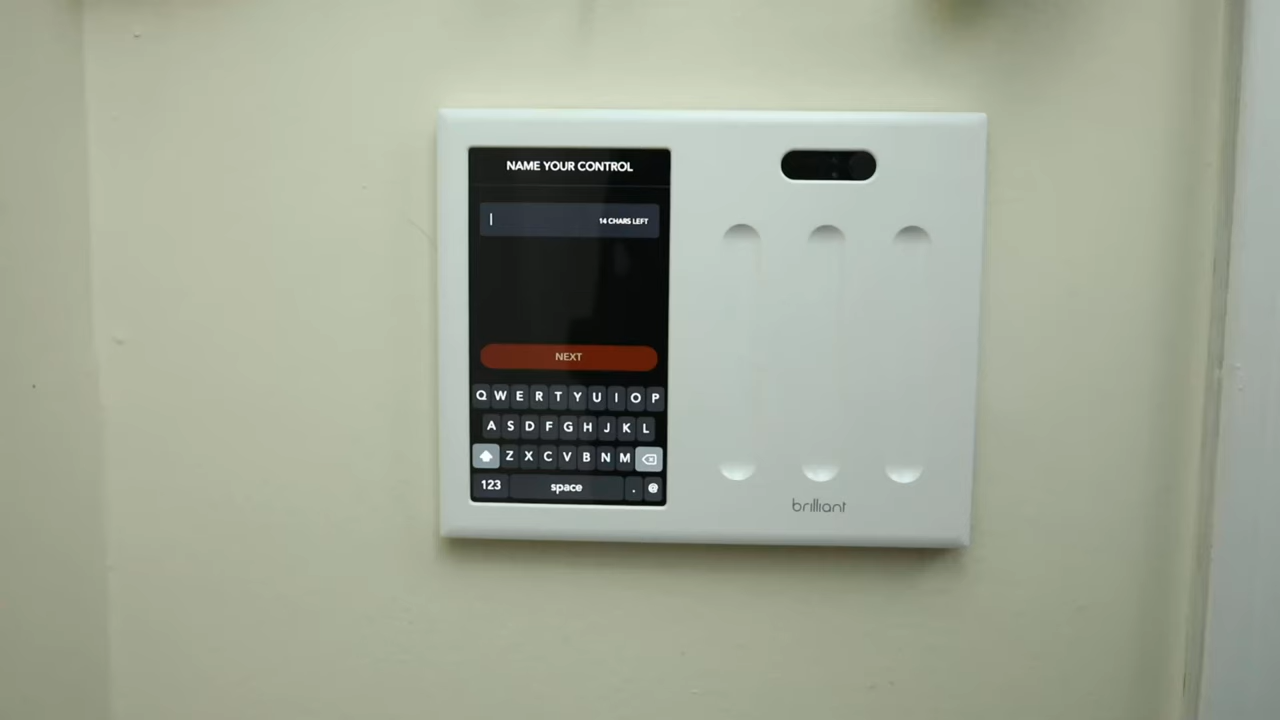 NAME YOUR CONTROL
14 CHARS LEFT
NEXT
Q W E R T Y U I O P
A S D F G H J K L
Z X C V B N M
123 space . @
brilliant